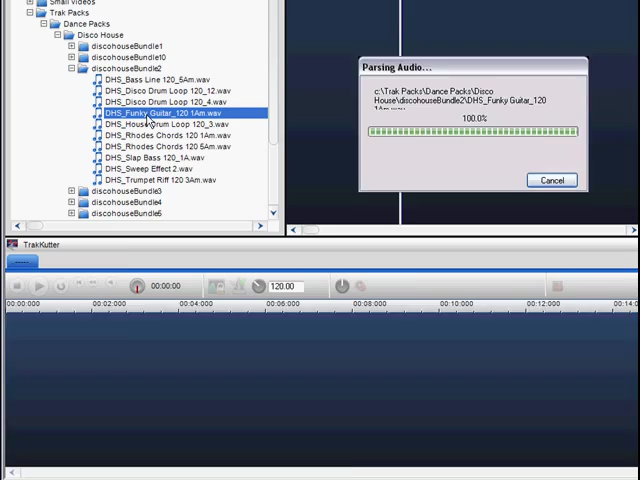 Small videos
Trak Packs
Dance Packs
Disco House
discohouseBundle1
discohouseBundle10
discohouseBundle2
DHS_Bass Line 120_5Am.wav
DHS_Disco Drum Loop 120_12.wav
DHS_Disco Drum Loop 120_4.wav
DHS_Funky Guitar_120 1Am.wav
DHS_House Drum Loop 120_3.wav
DHS_Rhodes Chords 120 1Am.wav
DHS_Rhodes Chords 120 5Am.wav
DHS_Slap Bass 120_1A.wav
DHS_Sweep Effect 2.wav
DHS_Trumpet Riff 120 3Am.wav
discohouseBundle3
discohouseBundle4
discohouseBundle5
Parsing Audio...
c:\Trak Packs\Dance Packs\Disco
House\discohouseBundle2\DHS_Funky Guitar_120
1Am.wav
100.0%
Cancel
TrakKutter
00:00:00
120.00
00:00:000 00:02:000 00:04:000 00:06:000 00:08:000 00:10:000 00:12:000 00:14:0